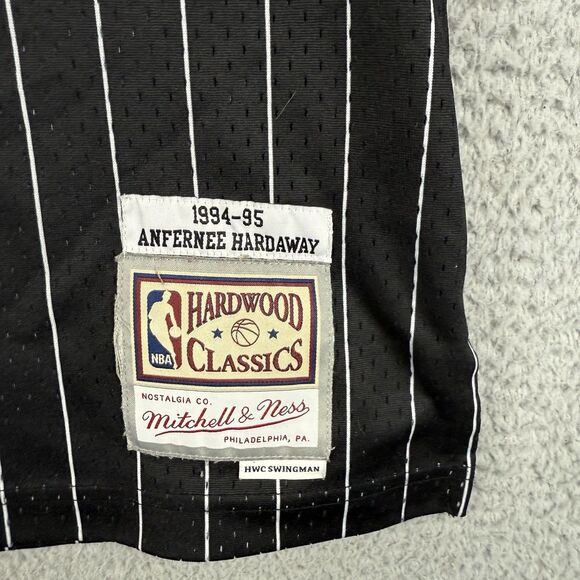 1994-95
ANFERNEE HARDAWAY
NBA
HARDWOOD
CLASSICS
NOSTALGIA CO.
Mitchell & Ness
PHILADELPHIA, PA.
HWC SWINGMAN